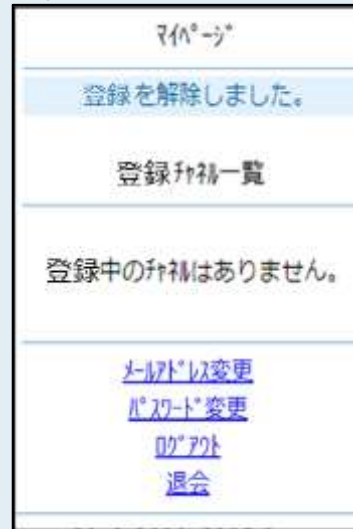 ﾏｲﾍﾟｰｼﾞ
登録を解除しました。
登録ﾁｬﾈﾙ一覧
登録中のﾁｬﾈﾙはありません。
ﾒｰﾙｱﾄﾞﾚｽ変更
ﾊﾟｽﾜｰﾄﾞ変更
ﾛｸﾞｱｳﾄ
退会